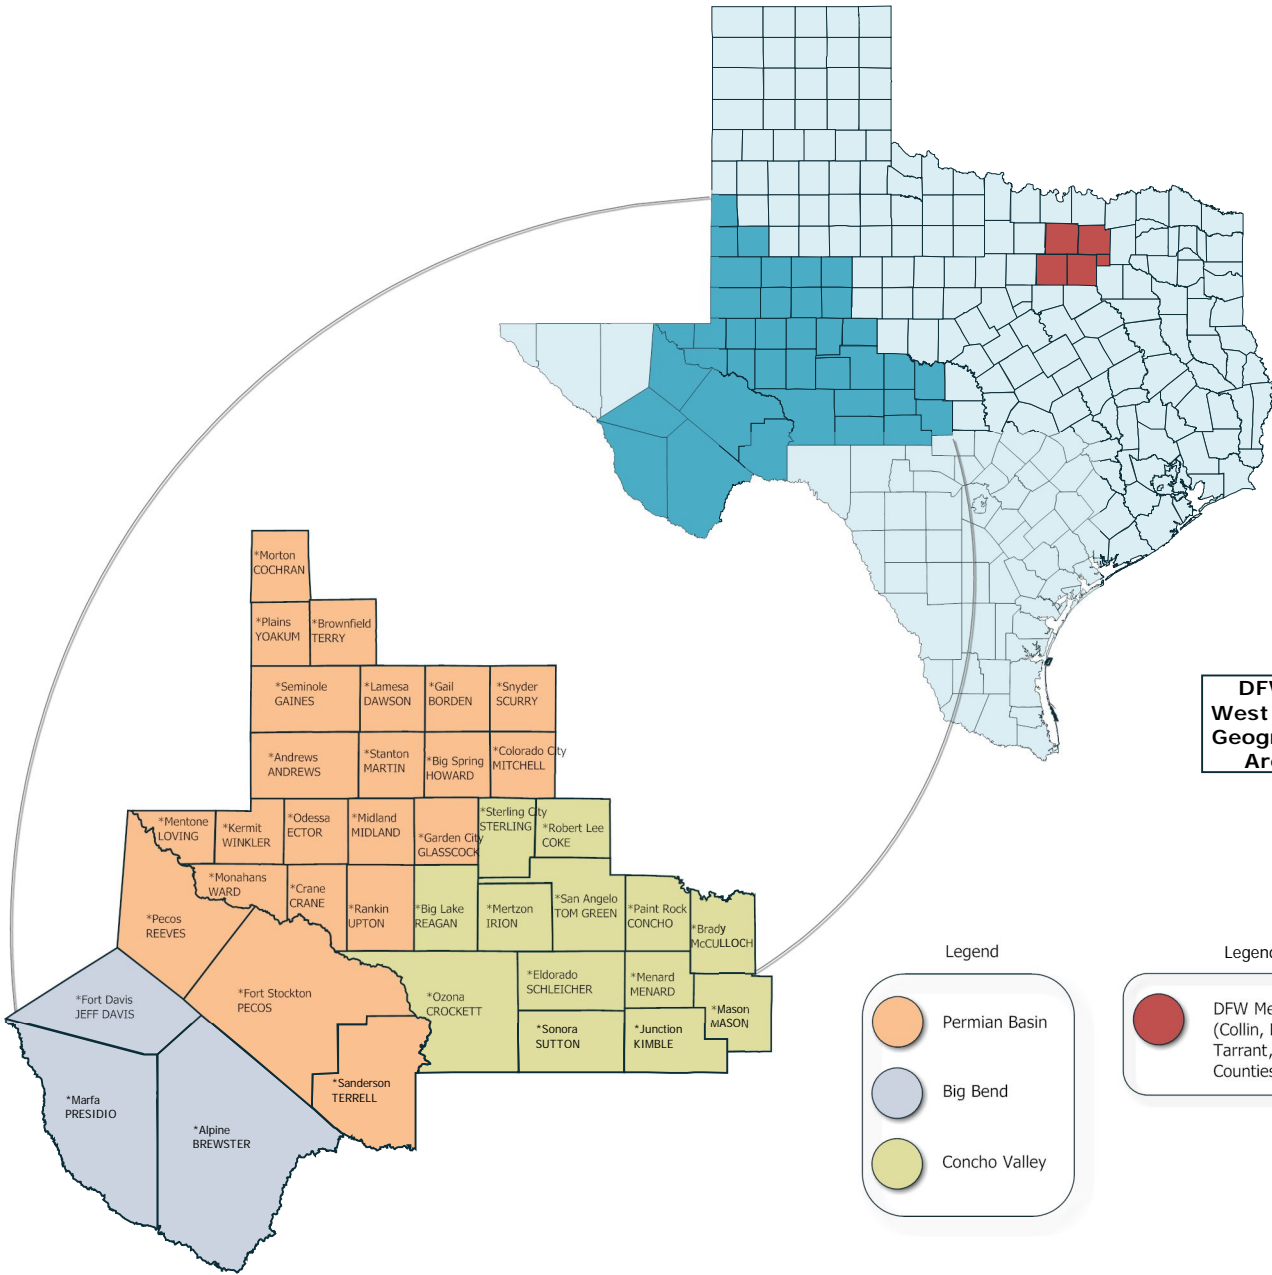 *Morton
COCHRAN
*Plains
YOAKUM
*Brownfield
TERRY
*Seminole
GAINES
*Lamesa
DAWSON
*Gail
BORDEN
*Snyder
SCURRY
*Andrews
ANDREWS
*Stanton
MARTIN
*Big Spring
HOWARD
*Colorado City
MITCHELL
*Mentone
LOVING
*Kermit
WINKLER
*Odessa
ECTOR
*Midland
MIDLAND
*Garden City
GLASSCOCK
*Sterling City
STERLING
*Robert Lee
COKE
*Monahans
WARD
*Crane
CRANE
*Rankin
UPTON
*Big Lake
REAGAN
*Mertzon
IRION
*San Angelo
TOM GREEN
*Paint Rock
CONCHO
*Brady
McCULLOCH
*Pecos
REEVES
*Fort Davis
JEFF DAVIS
*Fort Stockton
PECOS
*Ozona
CROCKETT
*Eldorado
SCHLEICHER
*Menard
MENARD
*Mason
MASON
*Sonora
SUTTON
*Junction
KIMBLE
*Marfa
PRESIDIO
*Alpine
BREWSTER
*Sanderson
TERRELL
West
Legend
Permian Basin
Big Bend
Concho Valley
Legend
DFW
(Collin,
Tarrant,
Counties